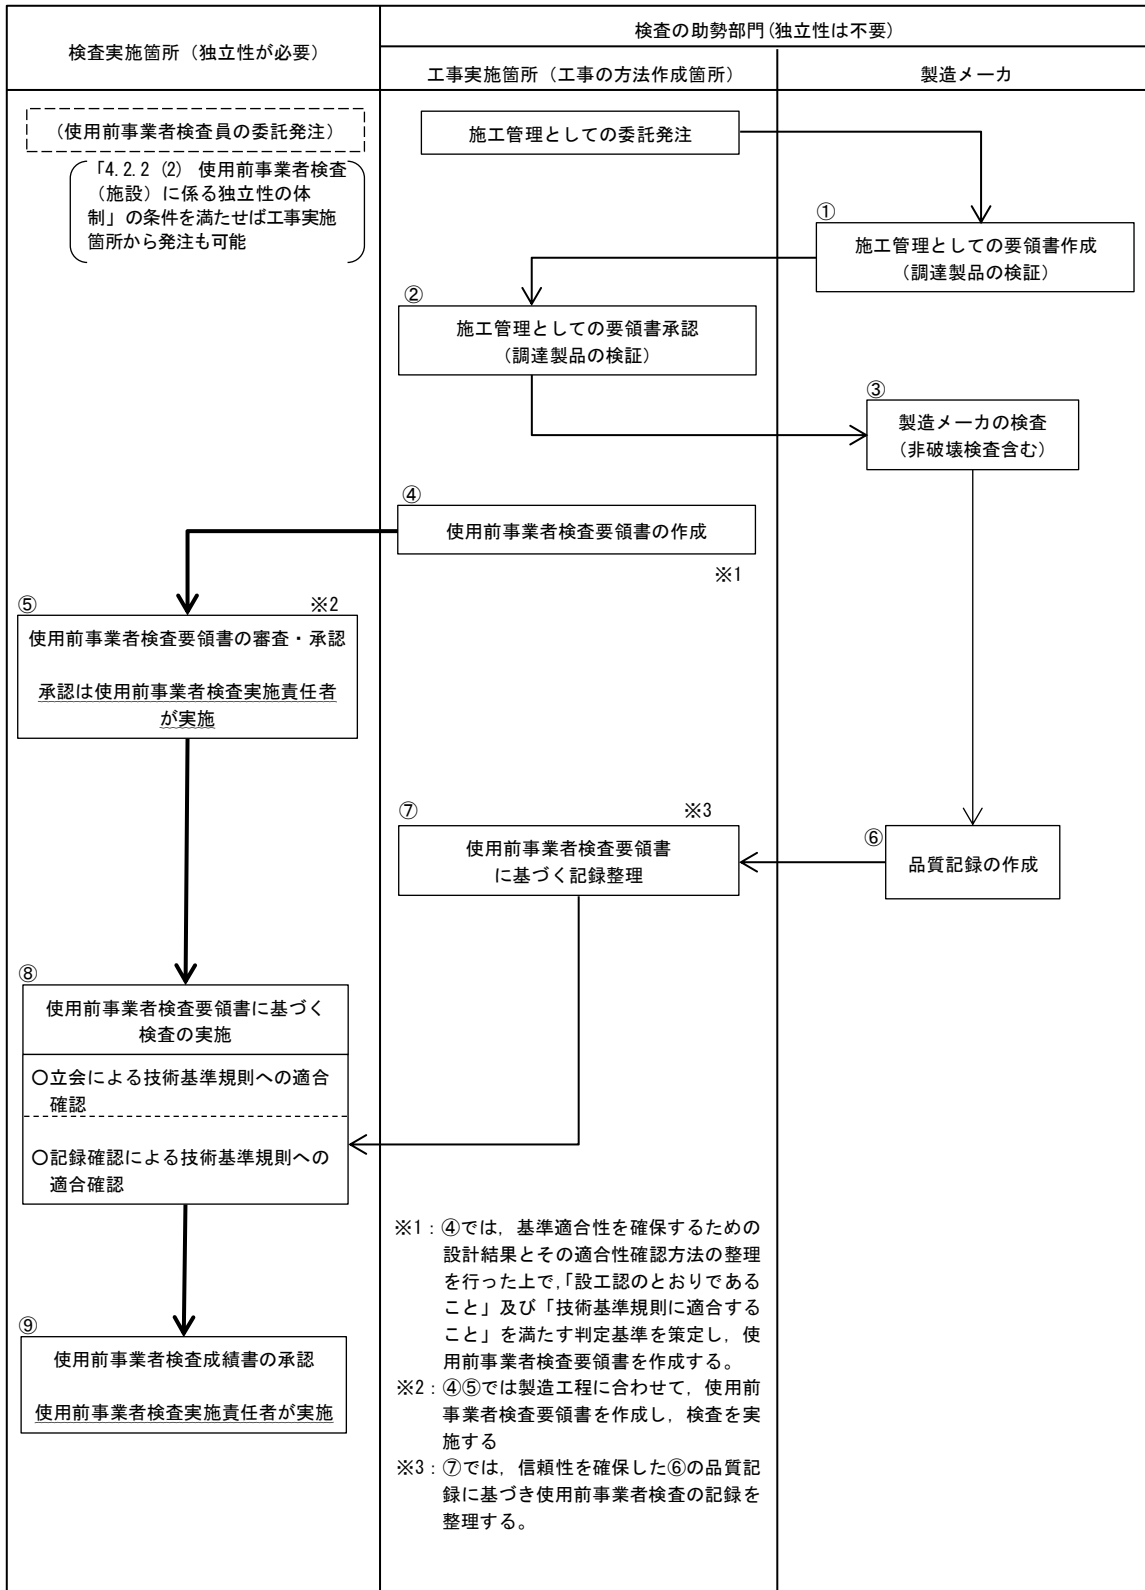 検査実施箇所（独立性が必要）
検査の助勢部門(独立性は不要)
工事実施箇所（工事の方法作成箇所）
製造メーカ
（使用前事業者検査員の委託発注）
「4.2.2 (2) 使用前事業者検査
（施設）に係る独立性の体
制」の条件を満たせば工事実施
箇所から発注も可能
施工管理としての委託発注
①
施工管理としての要領書作成
（調達製品の検証）
②
施工管理としての要領書承認
（調達製品の検証）
③
製造メーカの検査
（非破壊検査含む）
④
使用前事業者検査要領書の作成
※1
⑤
※2
使用前事業者検査要領書の審査・承認
承認は使用前事業者検査実施責任者
が実施
⑥
品質記録の作成
⑦
※3
使用前事業者検査要領書
に基づく記録整理
⑧
使用前事業者検査要領書に基づく
検査の実施
〇立会による技術基準規則への適合
確認
〇記録確認による技術基準規則への
適合確認
⑨
使用前事業者検査成績書の承認
使用前事業者検査実施責任者が実施
※1：④では，基準適合性を確保するための
設計結果とその適合性確認方法の整理
を行った上で，「設工認のとおりである
こと」及び「技術基準規則に適合する
こと」を満たす判定基準を策定し，使
用前事業者検査要領書を作成する。
※2：④⑤では製造工程に合わせて，使用前
事業者検査要領書を作成し，検査を実
施する
※3：⑦では，信頼性を確保した⑥の品質記
録に基づき使用前事業者検査の記録を
整理する。